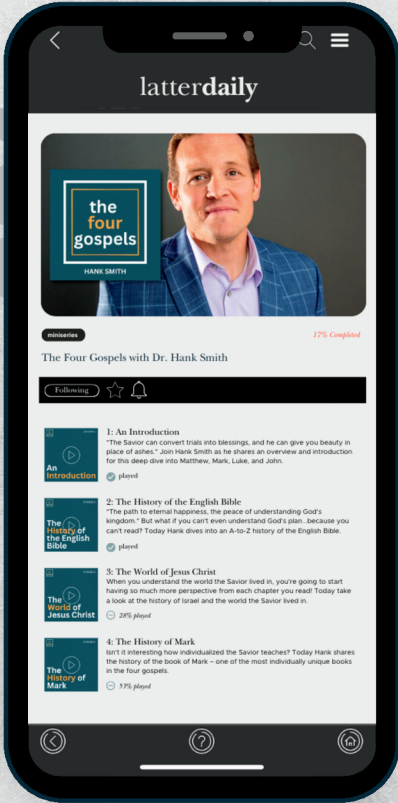 latterdaily
the
four
gospels
HANK SMITH
miniseries
17% Completed
The Four Gospels with Dr. Hank Smith
Following
An
Introduction
1: An Introduction
"The Savior can convert trials into blessings, and he can give you beauty in
place of ashes." Join Hank Smith as he shares an overview and introduction
for this deep dive into Matthew, Mark, Luke, and John.
played
The
History of
the English
Bible
2: The History of the English Bible
"The path to eternal happiness, the peace of understanding God's
kingdom." But what if you can't even understand God's plan...because you
can't read? Today Hank dives into an A-to-Z history of the English Bible.
played
The
World of
Jesus Christ
3: The World of Jesus Christ
When you understand the world the Savior lived in, you're going to start
having so much more perspective from each chapter you read! Today take
a look at the history of Israel and the world the Savior lived in.
28% played
The
History of
Mark
4: The History of Mark
Isn't it interesting how individualized the Savior teaches? Today Hank shares
the history of the book of Mark – one of the most individually unique books
in the four gospels.
53% played
?